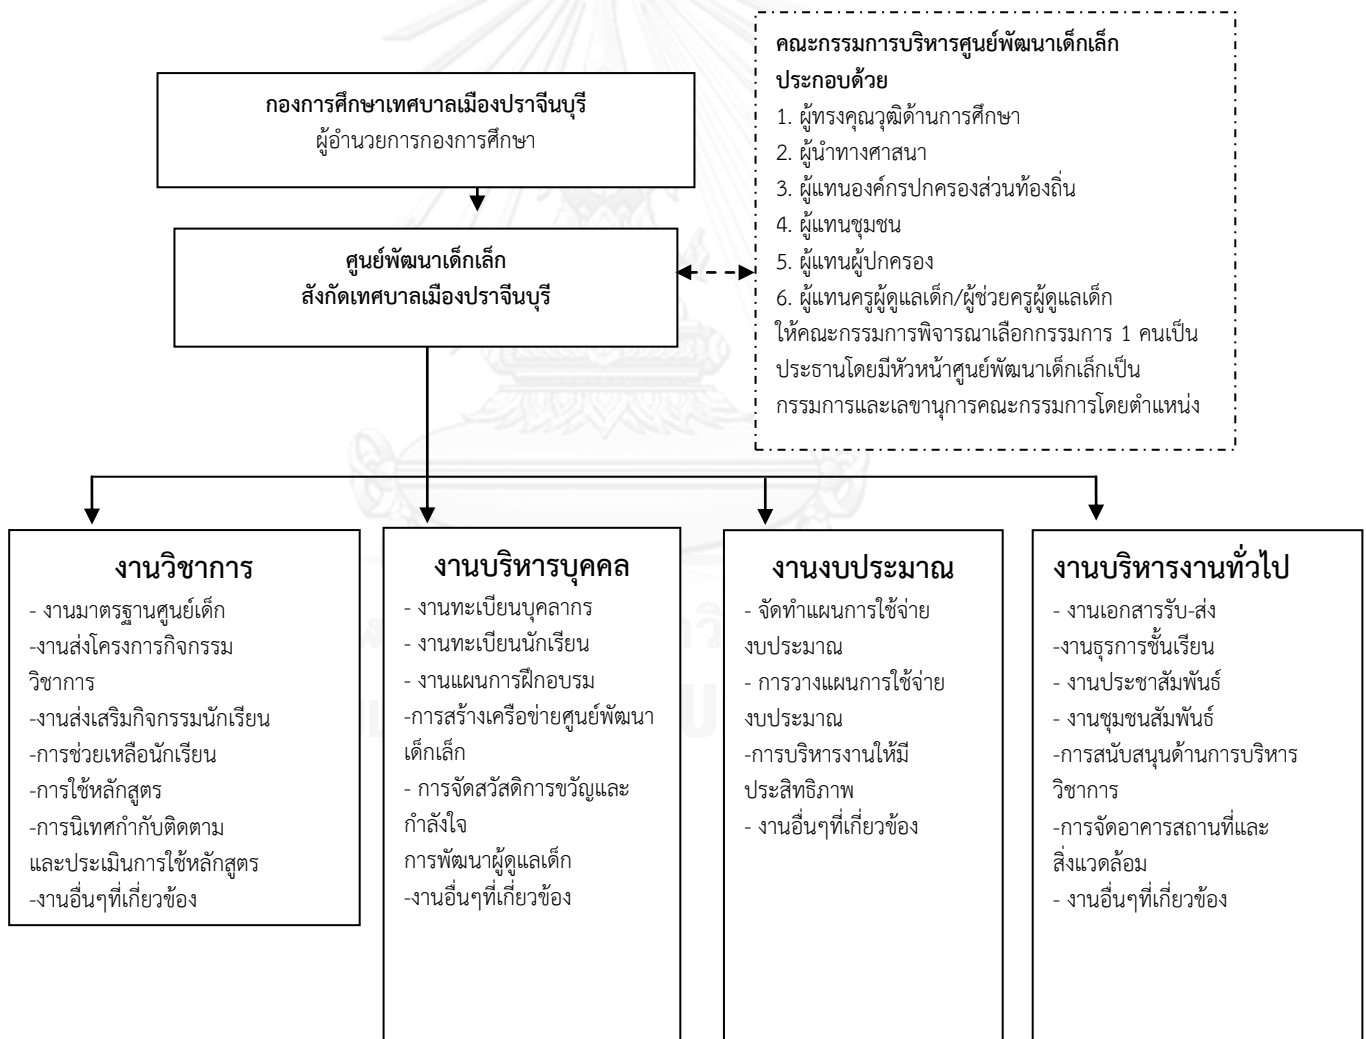 กองการศึกษาเทศบาลเมืองปราจีนบุรี
ผู้อำนวยการกองการศึกษา
ศูนย์พัฒนาเด็กเล็ก
สังกัดเทศบาลเมืองปราจีนบุรี
คณะกรรมการบริหารศูนย์พัฒนาเด็กเล็ก
ประกอบด้วย
1. ผู้ทรงคุณวุฒิด้านการศึกษา
2. ผู้นำทางศาสนา
3. ผู้แทนองค์กรปกครองส่วนท้องถิ่น
4. ผู้แทนชุมชน
5. ผู้แทนผู้ปกครอง
6. ผู้แทนครูผู้ดูแลเด็ก/ผู้ช่วยครูผู้ดูแลเด็ก
ให้คณะกรรมการพิจารณาเลือกกรรมการ 1 คนเป็น
ประธานโดยมีหัวหน้าศูนย์พัฒนาเด็กเล็กเป็น
กรรมการและเลขานุการคณะกรรมการโดยตำแหน่ง
งานวิชาการ
- งานมาตรฐานศูนย์เด็ก
-งานส่งโครงการกิจกรรม
วิชาการ
-งานส่งเสริมกิจกรรมนักเรียน
-การช่วยเหลือนักเรียน
-การใช้หลักสูตร
-การนิเทศกำกับติดตาม
และประเมินการใช้หลักสูตร
-งานอื่นๆที่เกี่ยวข้อง
งานบริหารบุคคล
- งานทะเบียนบุคลากร
- งานทะเบียนนักเรียน
- งานแผนการฝึกอบรม
-การสร้างเครือข่ายศูนย์พัฒนา
เด็กเล็ก
- การจัดสวัสดิการขวัญและ
กำลังใจ
การพัฒนาผู้ดูแลเด็ก
-งานอื่นๆที่เกี่ยวข้อง
งานงบประมาณ
- จัดทำแผนการใช้จ่าย
งบประมาณ
- การวางแผนการใช้จ่าย
งบประมาณ
-การบริหารงานให้มี
ประสิทธิภาพ
- งานอื่นๆที่เกี่ยวข้อง
งานบริหารงานทั่วไป
- งานเอกสารรับ-ส่ง
-งานธุรการชั้นเรียน
- งานประชาสัมพันธ์
- งานชุมชนสัมพันธ์
-การสนับสนุนด้านการบริหาร
วิชาการ
-การจัดอาคารสถานที่และ
สิ่งแวดล้อม
- งานอื่นๆที่เกี่ยวข้อง